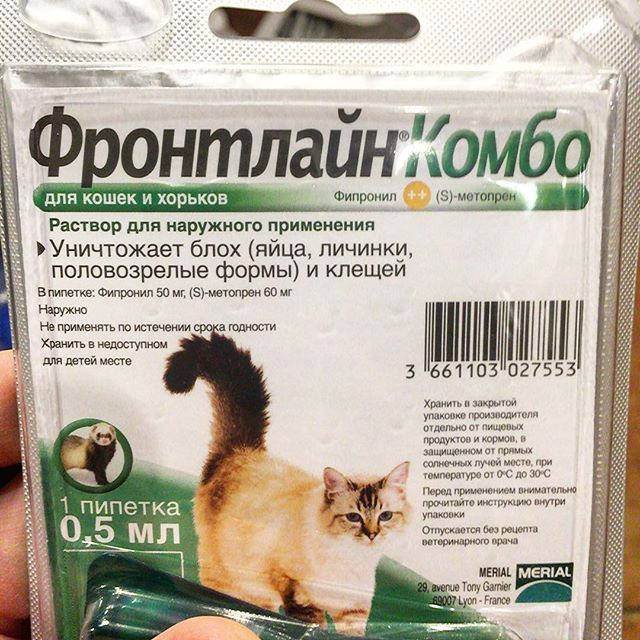 Фронтлайн® Комбо
для кошек и хорьков
Фипронил ++ (S)-метопрен
Раствор для наружного применения
Уничтожает блох (яйца, личинки,
половозрелые формы) и клещей
В пипетке: Фипронил 50 мг, (S)-метопрен 60 мг
Наружно
Не применять по истечении срока годности
Хранить в недоступном
для детей месте
3 661103 027553
Хранить в закрытой
упаковке производителя
отдельно от пищевых
продуктов и кормов, в
защищенном от прямых
солнечных лучей месте, при
температуре от 0°С до 30°С
Перед применением внимательно
прочитайте инструкцию внутри
упаковки
Отпускается без рецепта
ветеринарного врача
1 пипетка
0,5 мл
MERIAL
29, avenue Tony Garnier
69007 Lyon - France
MERIAL